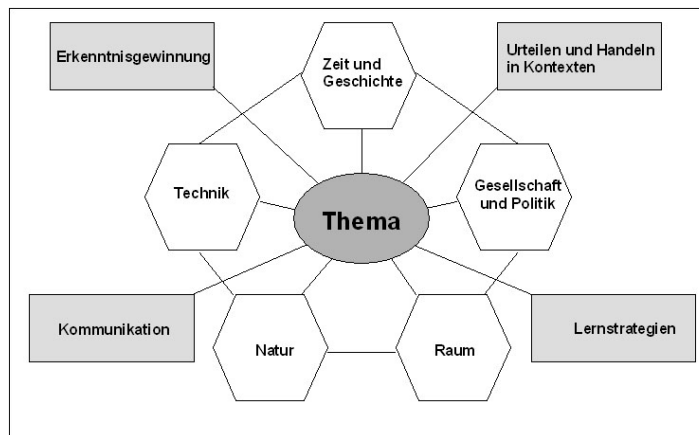 Erkenntnisgewinnung
Zeit und
Geschichte
Urteilen und Handeln
in Kontexten
Technik
Thema
Gesellschaft
und Politik
Kommunikation
Natur
Raum
Lernstrategien